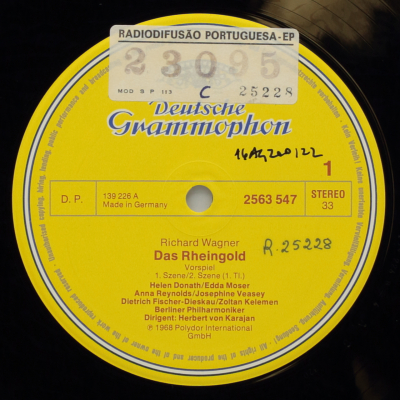 RADIODIFUSÃO PORTUGUESA-EP
23095
MOD S P 113
C
25228
Deutsche
Grammophon
1
D. P.
139 226 A
Made in Germany
2563 547
STEREO
33
Richard Wagner
R.25228
Das Rheingold
Vorspiel
1. Szene/2. Szene (1. Tl.)
Helen Donath/Edda Moser
Anna Reynolds/Josephine Veasey
Dietrich Fischer-Dieskau/Zoltan Kelemen
Berliner Philharmoniker
Dirigent: Herbert von Karajan
℗ 1968 Polydor International
GmbH